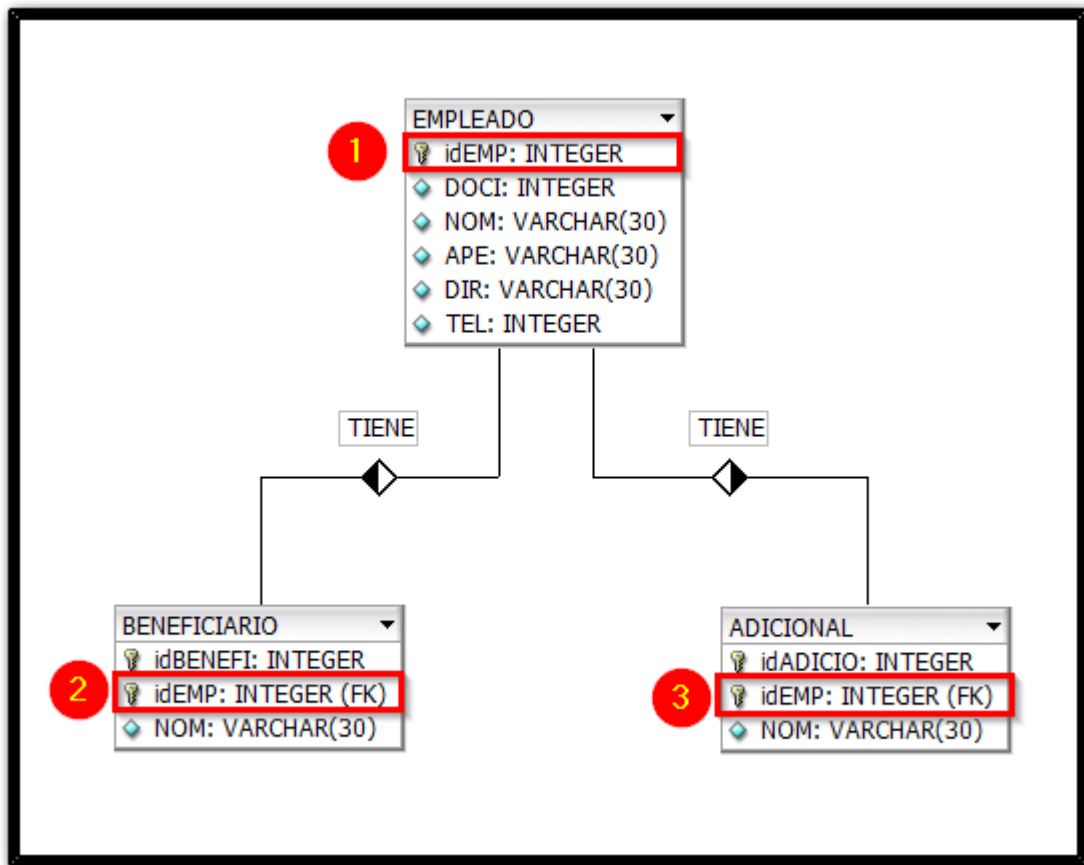 EMPLEADO
1
idEMP: INTEGER
DOCI: INTEGER
NOM: VARCHAR(30)
APE: VARCHAR(30)
DIR: VARCHAR(30)
TEL: INTEGER
TIENE
TIENE
BENEFICIARIO
idBENEFI: INTEGER
2
idEMP: INTEGER (FK)
NOM: VARCHAR(30)
ADICIONAL
idADICIO: INTEGER
3
idEMP: INTEGER (FK)
NOM: VARCHAR(30)